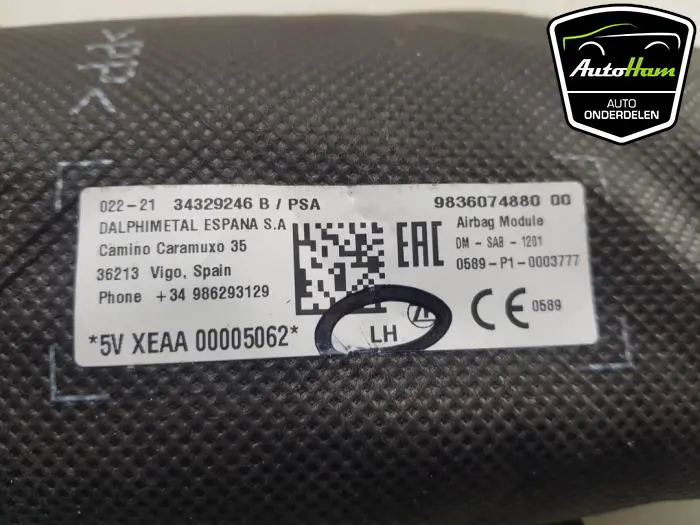 AutoHam
AUTO
ONDERDELEN
022-21 34329246 B / PSA
DALPHIMETAL ESPANA S.A
Camino Caramuxo 35
36213 Vigo, Spain
Phone +34 986293129
*5V XEAA 00005062*
LH
EAC
9836074880 00
Airbag Module
DM - SAB - 1201
0589-P1-0003777
CE 0589